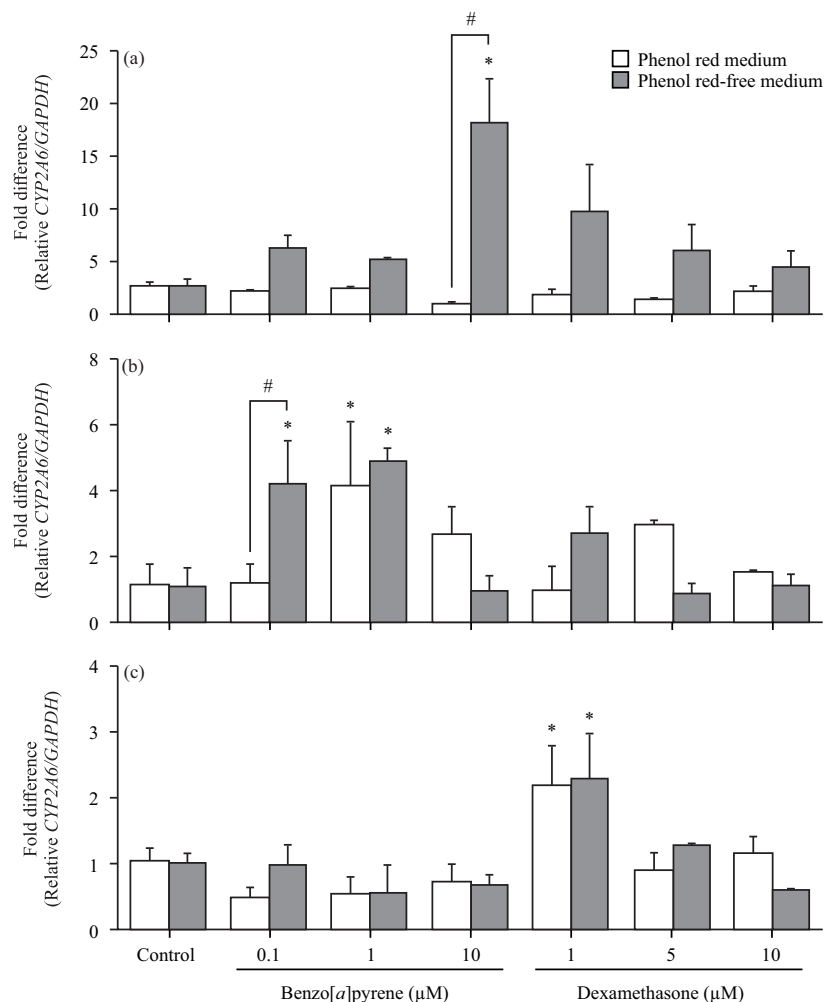 #
(a)
*
Phenol red medium
Phenol red-free medium
25
20
15
10
5
0
Fold difference
(Relative CYP2A6/GAPDH)
(b)
#
*
*
*
8
6
4
2
0
Fold difference
(Relative CYP2A6/GAPDH)
(c)
*
*
4
3
2
1
0
Fold difference
(Relative CYP2A6/GAPDH)
Control 0.1 1 10 1 5 10
Benzo[a]pyrene (µM) Dexamethasone (µM)